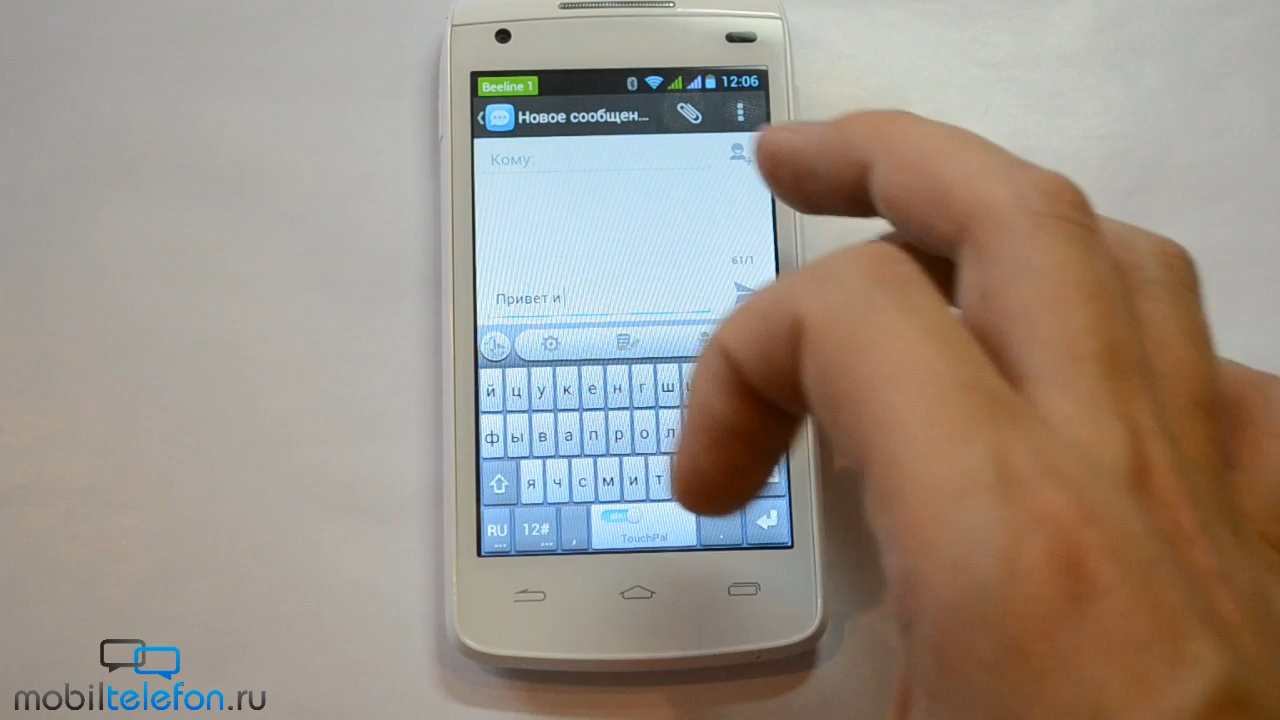 Beeline 1 12:06
Новое сообщен...
Кому:
61/1
Привет и
й ц у к е н г ш
ф ы в а п р о л
я ч с м и т
RU 12# , TouchPal .
mobiltelefon.ru